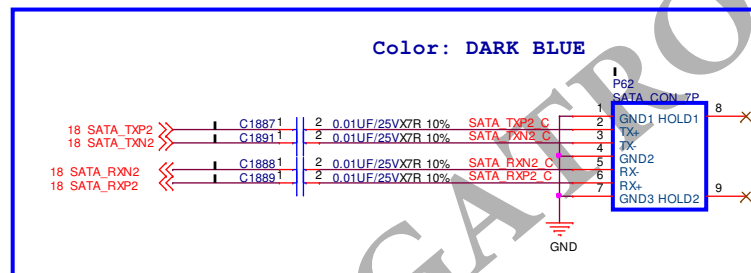 Color: DARK BLUE
P62
SATA_CON_7P
18 SATA_TXP2 C1887 1 2 0.01UF/25VX7R 10% SATA_TXP2_C
18 SATA_TXN2 C1891 1 2 0.01UF/25VX7R 10% SATA_TXN2_C
18 SATA_RXN2 C1888 1 2 0.01UF/25VX7R 10% SATA_RXN2_C
18 SATA_RXP2 C1889 1 2 0.01UF/25VX7R 10% SATA_RXP2_C
1 GND1 HOLD1 8
2 TX+
3 TX-
4 GND2
5 RX-
6 RX+
7 GND3 HOLD2 9
GND
GATRO